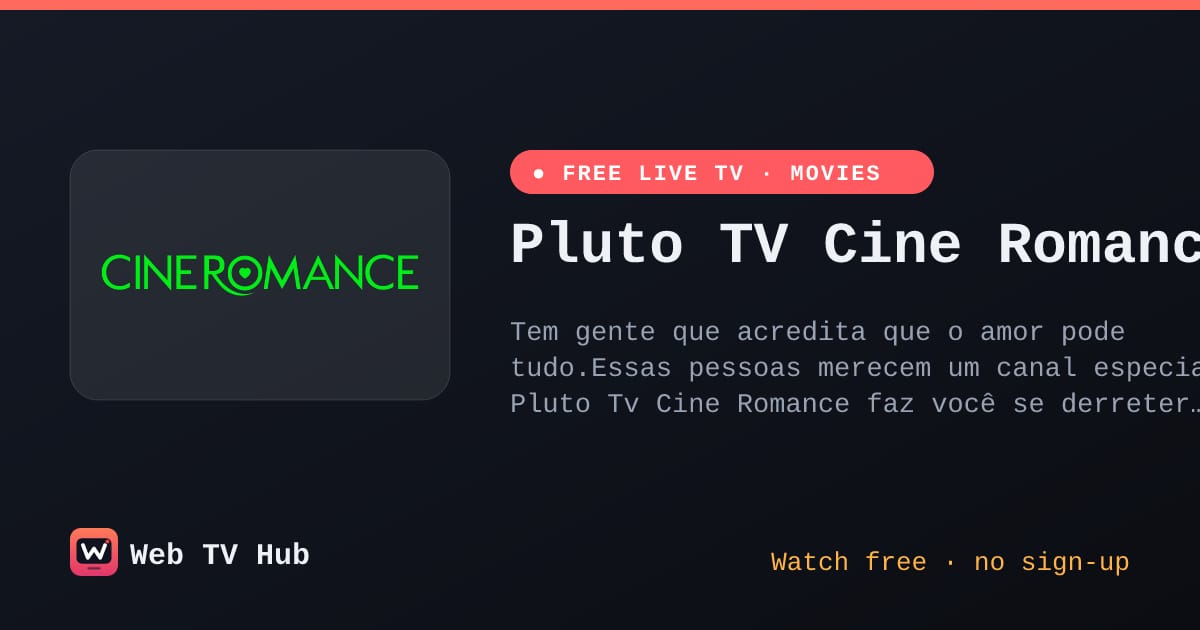 CINEROMANCE
● FREE LIVE TV · MOVIES
Pluto TV Cine Romanc
Tem gente que acredita que o amor pode
tudo.Essas pessoas merecem um canal especia
Pluto Tv Cine Romance faz você se derreter…
W Web TV Hub
Watch free · no sign-up